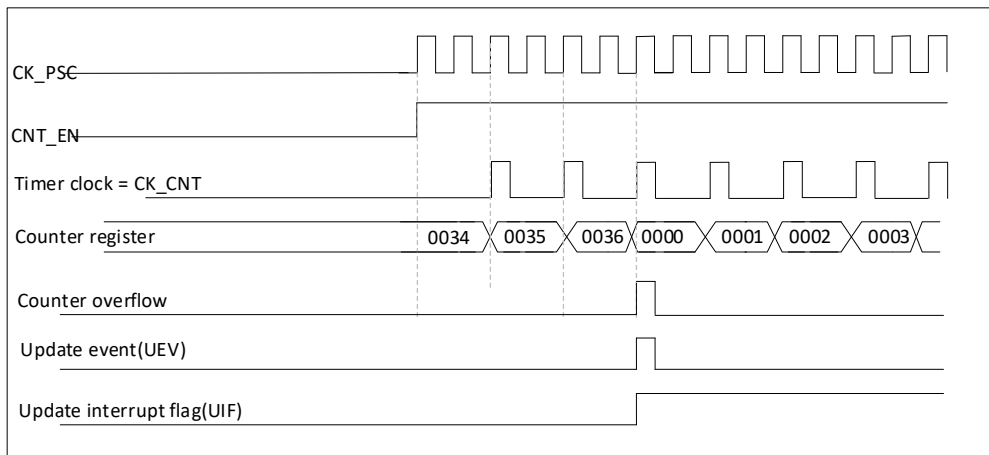 CK_PSC
CNT_EN
Timer clock = CK_CNT
Counter register
0034 0035 0036 0000 0001 0002 0003
Counter overflow
Update event(UEV)
Update interrupt flag(UIF)